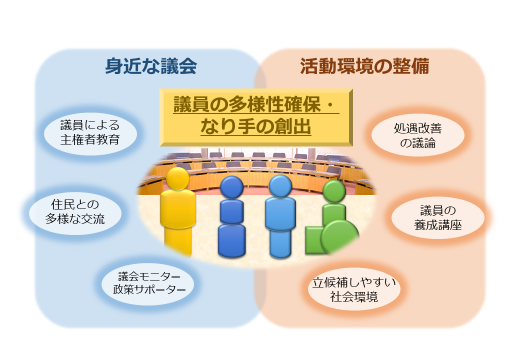 身近な議会
活動環境の整備
議員の多様性確保・
なり手の創出
議員による
主権者教育
住民との
多様な交流
議会モニター
政策サポーター
処遇改善
の議論
議員の
養成講座
立候補しやすい
社会環境